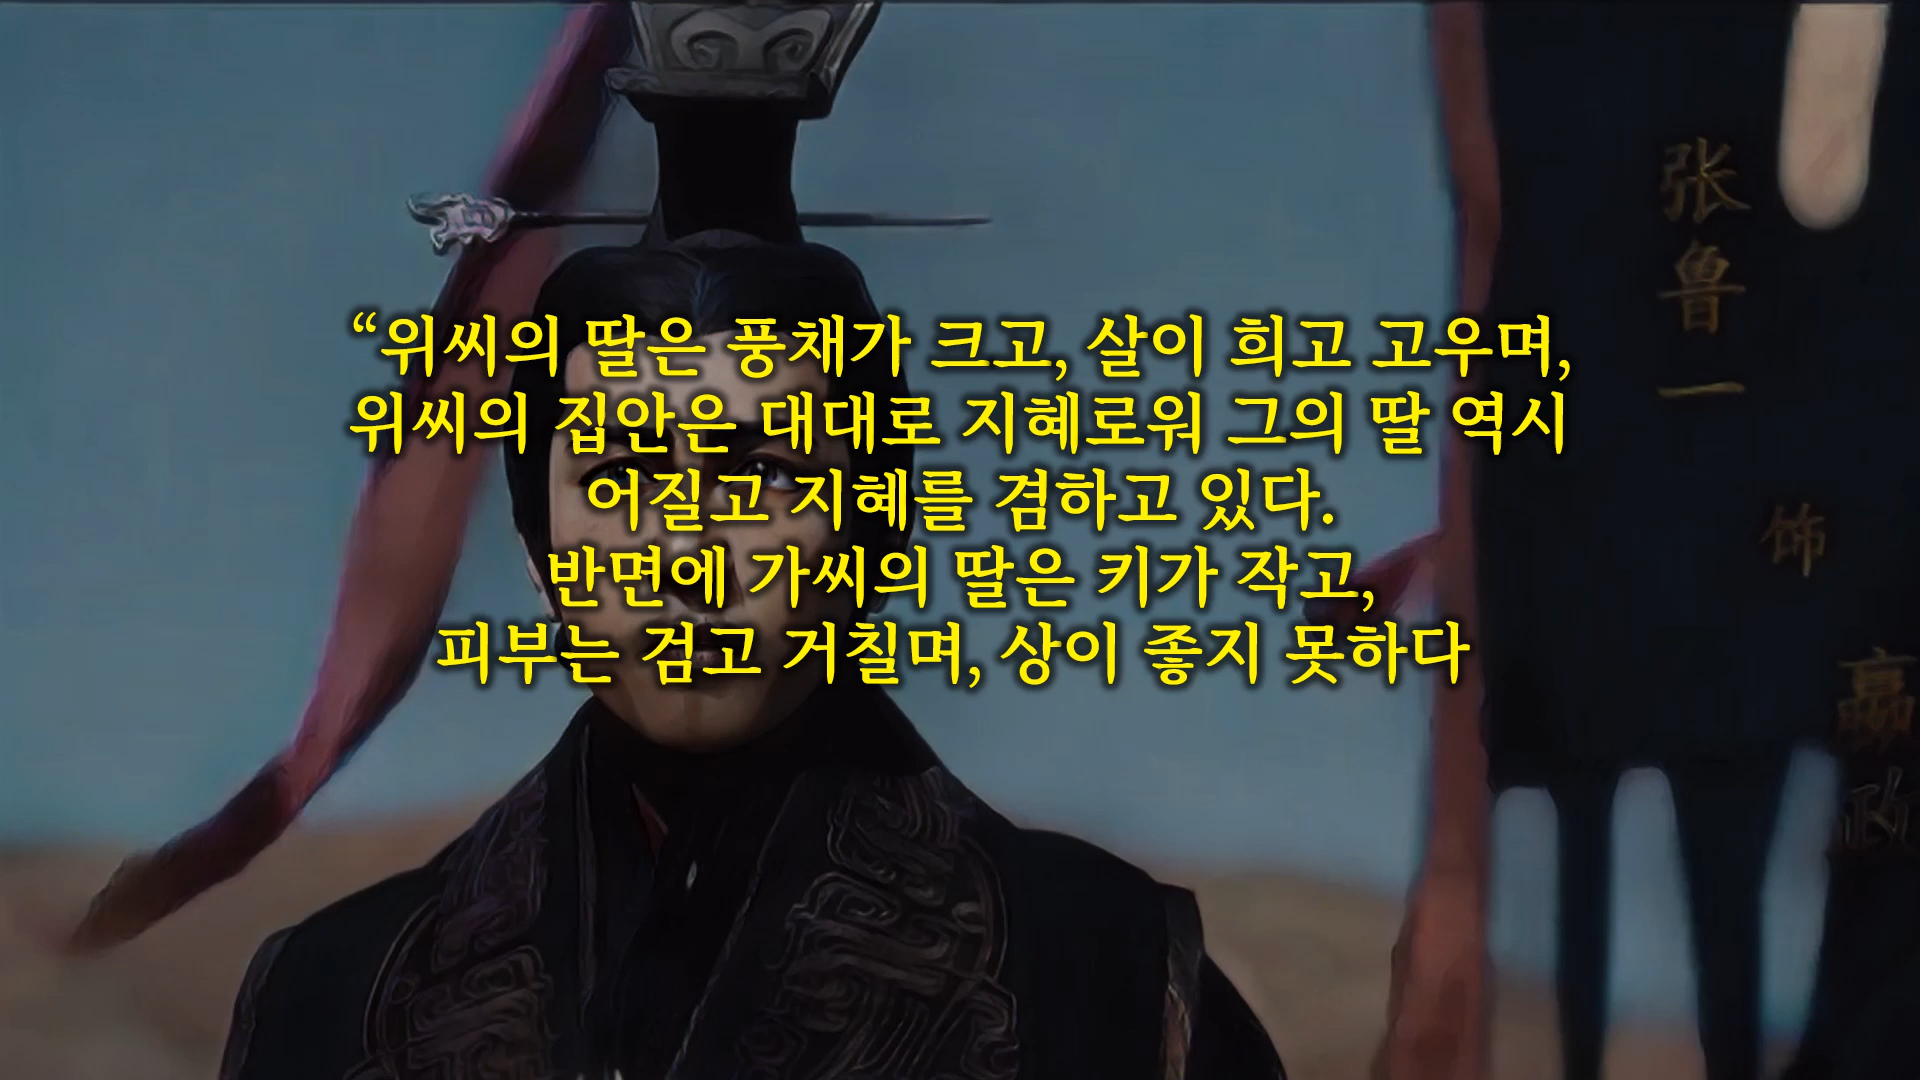 “위씨의 딸은 풍채가 크고, 살이 희고 고우며,
위씨의 집안은 대대로 지혜로워 그의 딸 역시
어질고 지혜를 겸하고 있다.
반면에 가씨의 딸은 키가 작고,
피부는 검고 거칠며, 상이 좋지 못하다
张鲁一
饰
嬴政